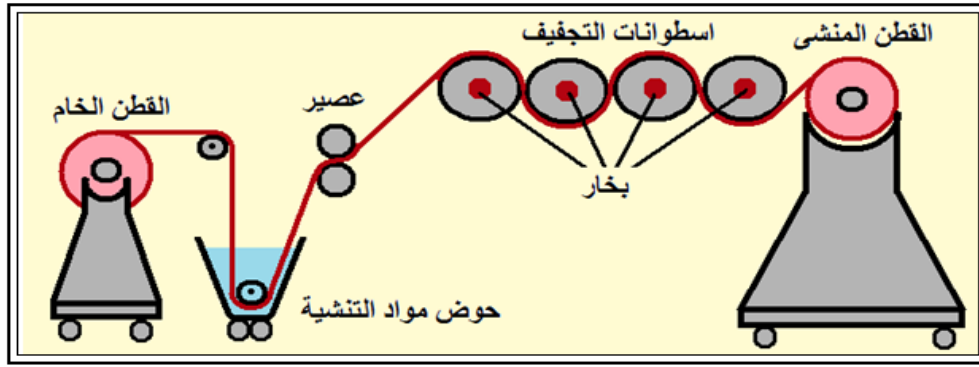 القطن المنشى
اسطوانات التجفيف
عصير
القطن الخام
بخار
حوض مواد التنشية